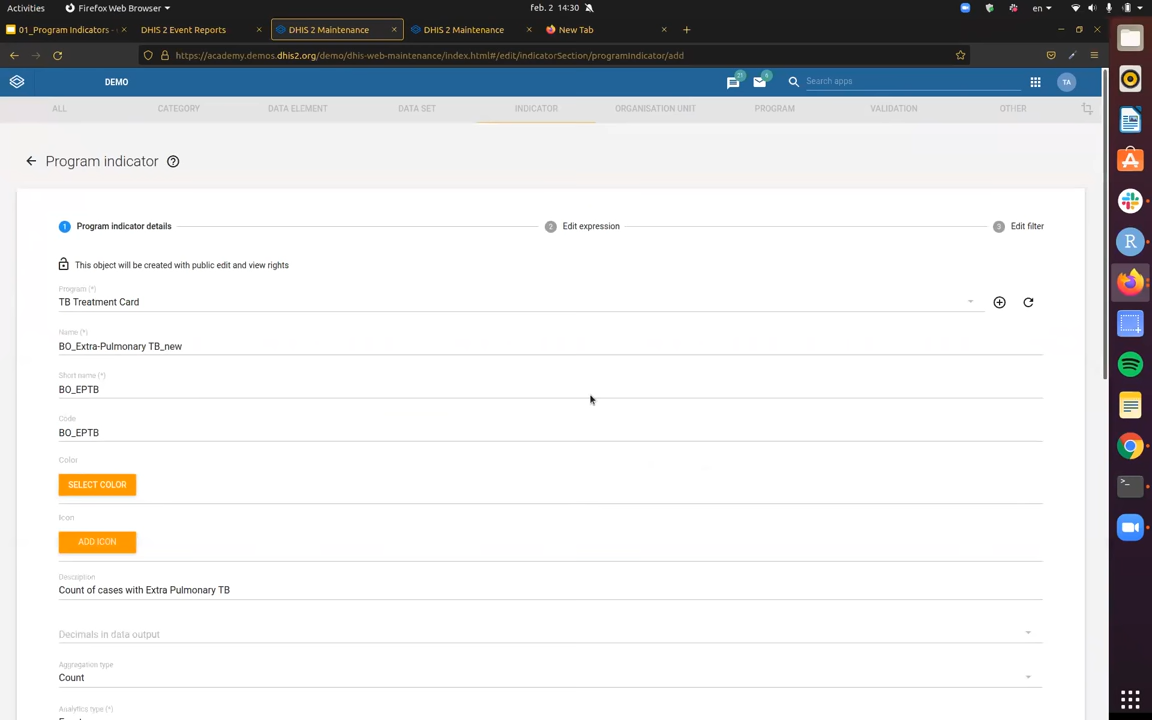 Activities
Firefox Web Browser
feb. 2 14:30
en
01_Program Indicators -
DHIS 2 Event Reports
DHIS 2 Maintenance
DHIS 2 Maintenance
New Tab
https://academy.demos.dhis2.org/demo/dhis-web-maintenance/index.html#/edit/indicatorSection/programIndicator/add
DEMO
Search apps
TA
ALL
CATEGORY
DATA ELEMENT
DATA SET
INDICATOR
ORGANISATION UNIT
PROGRAM
VALIDATION
OTHER
Program indicator
1 Program indicator details
2 Edit expression
3 Edit filter
This object will be created with public edit and view rights
Program (*)
TB Treatment Card
Name (*)
BO_Extra-Pulmonary TB_new
Short name (*)
BO_EPTB
Code
BO_EPTB
Color
SELECT COLOR
Icon
ADD ICON
Description
Count of cases with Extra Pulmonary TB
Decimals in data output
Aggregation type
Count
Analytics type (*)